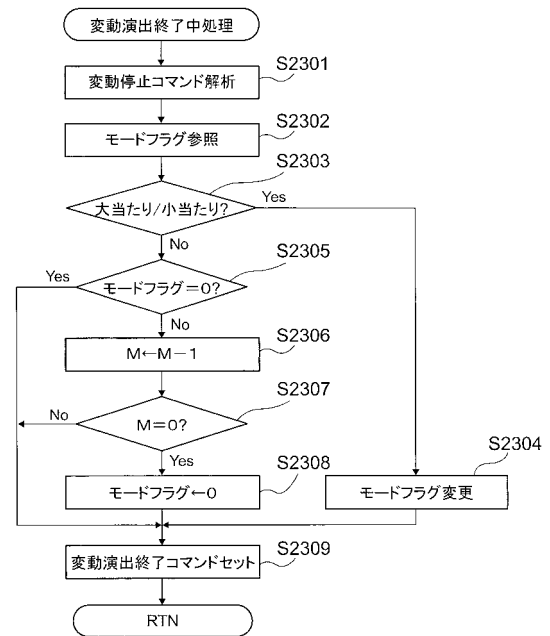 変動演出終了中処理
S2301
変動停止コマンド解析
S2302
モードフラグ参照
S2303
大当たり/小当たり?
Yes
No
S2305
Yes
モードフラグ=0?
No
S2306
M←M-1
S2307
No
M=0?
Yes
S2308
S2304
モードフラグ←0
モードフラグ変更
S2309
変動演出終了コマンドセット
RTN